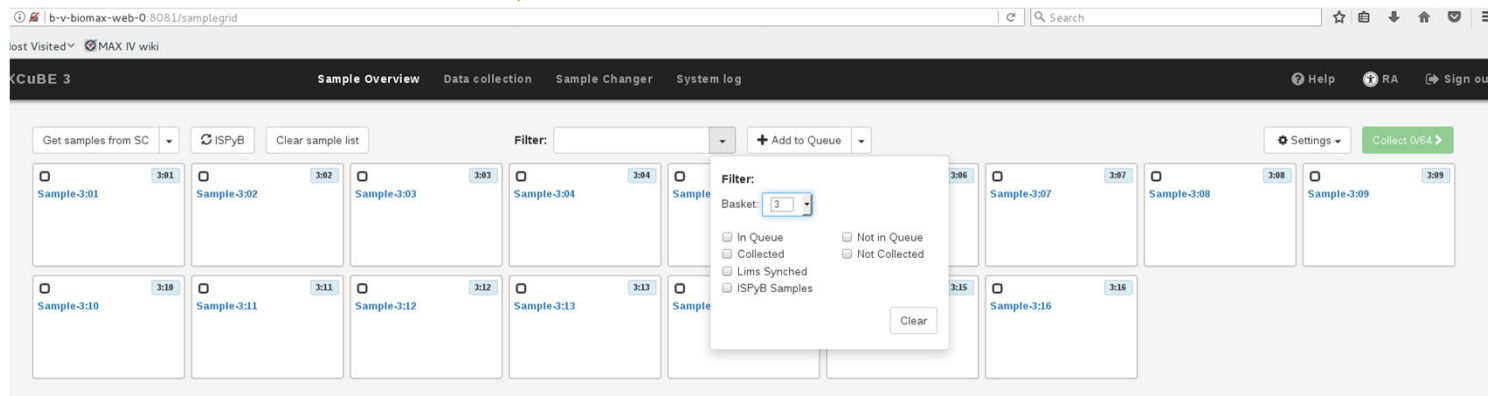 b-v-biomax-web-0:8081/samplegrid
Search
lost Visited MAX IV wiki
XCuBE 3
Sample Overview Data collection Sample Changer System log
Help RA Sign ou
Get samples from SC ISPyB Clear sample list Filter: Add to Queue Settings Collect 0/64
3:01 3:02 3:03 3:04 3:06 3:07 3:08 3:09
Sample-3:01 Sample-3:02 Sample-3:03 Sample-3:04 Sample Sample-3:07 Sample-3:08 Sample-3:09
Filter:
Basket: 3
In Queue Not in Queue
Collected Not Collected
Lims Synched
ISPyB Samples
Clear
3:10 3:11 3:12 3:13 3:15 3:16
Sample-3:10 Sample-3:11 Sample-3:12 Sample-3:13 Sample Sample-3:16